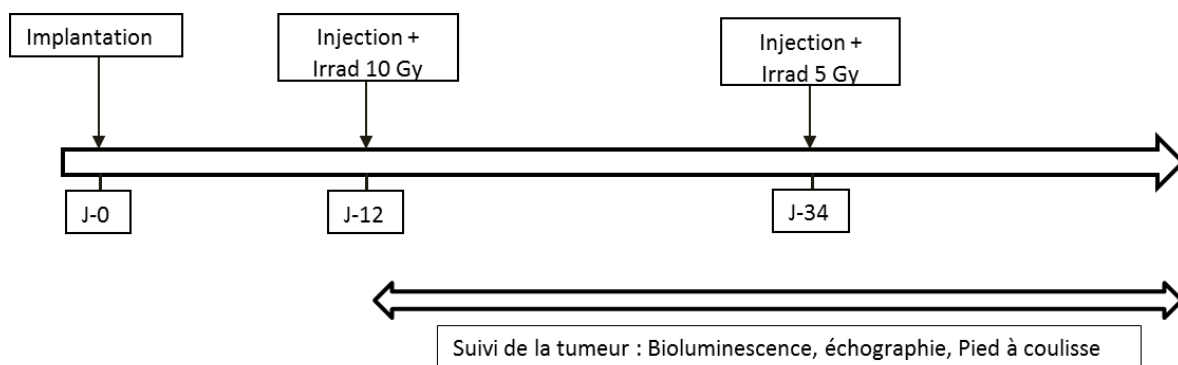 Implantation
Injection +
Irrad 10 Gy
Injection +
Irrad 5 Gy
J-0
J-12
J-34
Suivi de la tumeur : Bioluminescence, échographie, Pied à coulisse